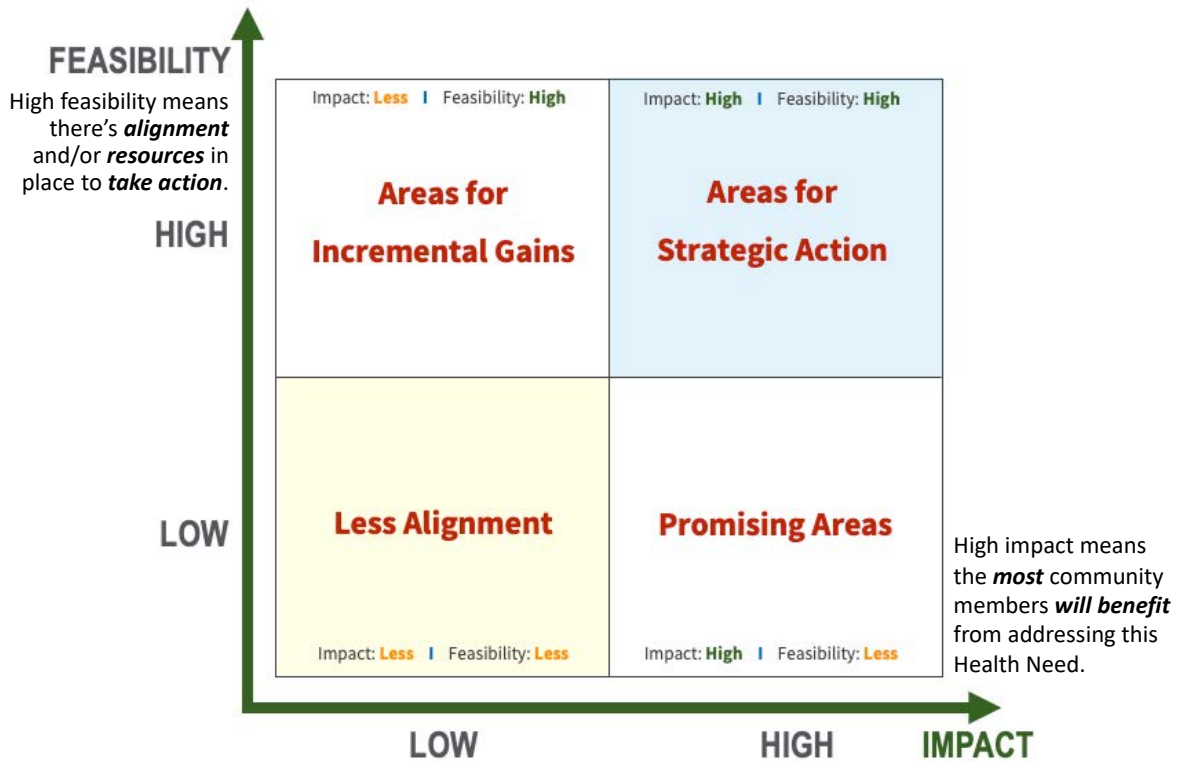 FEASIBILITY
High feasibility means
there’s alignment
and/or resources in
place to take action.
HIGH
LOW
Impact: Less I Feasibility: High
Areas for
Incremental Gains
Impact: High I Feasibility: High
Areas for
Strategic Action
Less Alignment
Impact: Less I Feasibility: Less
Promising Areas
Impact: High I Feasibility: Less
High impact means
the most community
members will benefit
from addressing this
Health Need.
LOW
HIGH
IMPACT